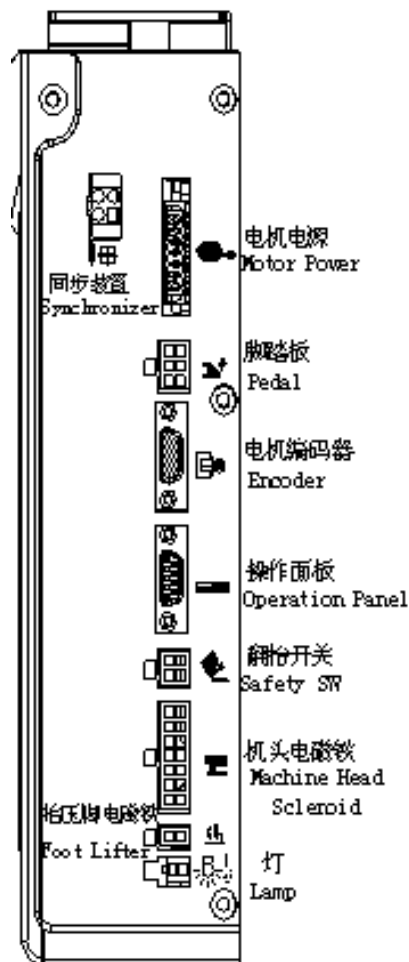 电机电源
Motor Power
同步装置
Synchronizer
脚踏板
Pedal
电机编码器
Encoder
操作面板
Operation Panel
翻台开关
Safety SW
机头电磁铁
Machine Head
Scleroid
抬压脚电磁铁
Foot Lifter
灯
Lamp